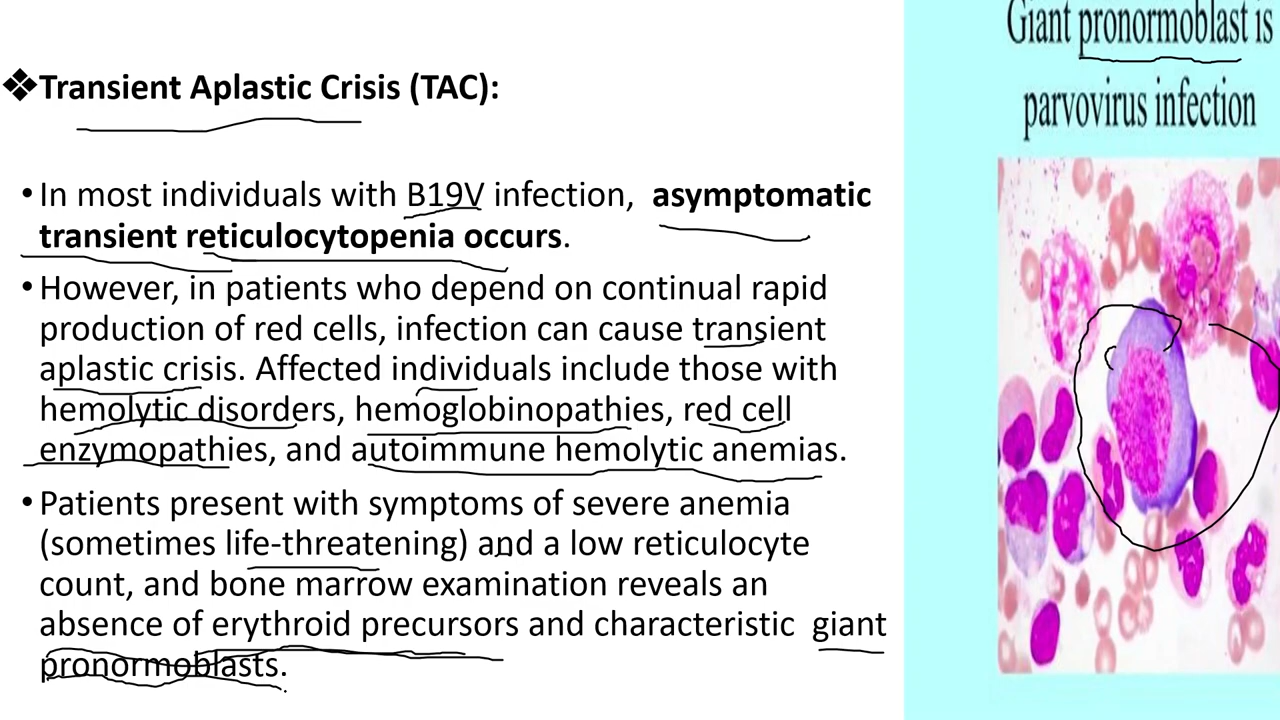 ❖Transient Aplastic Crisis (TAC):
• In most individuals with B19V infection, asymptomatic
transient reticulocytopenia occurs.
• However, in patients who depend on continual rapid
production of red cells, infection can cause transient
aplastic crisis. Affected individuals include those with
hemolytic disorders, hemoglobinopathies, red cell
enzymopathies, and autoimmune hemolytic anemias.
• Patients present with symptoms of severe anemia
(sometimes life-threatening) and a low reticulocyte
count, and bone marrow examination reveals an
absence of erythroid precursors and characteristic giant
pronormoblasts.
Giant pronormoblast is
parvovirus infection